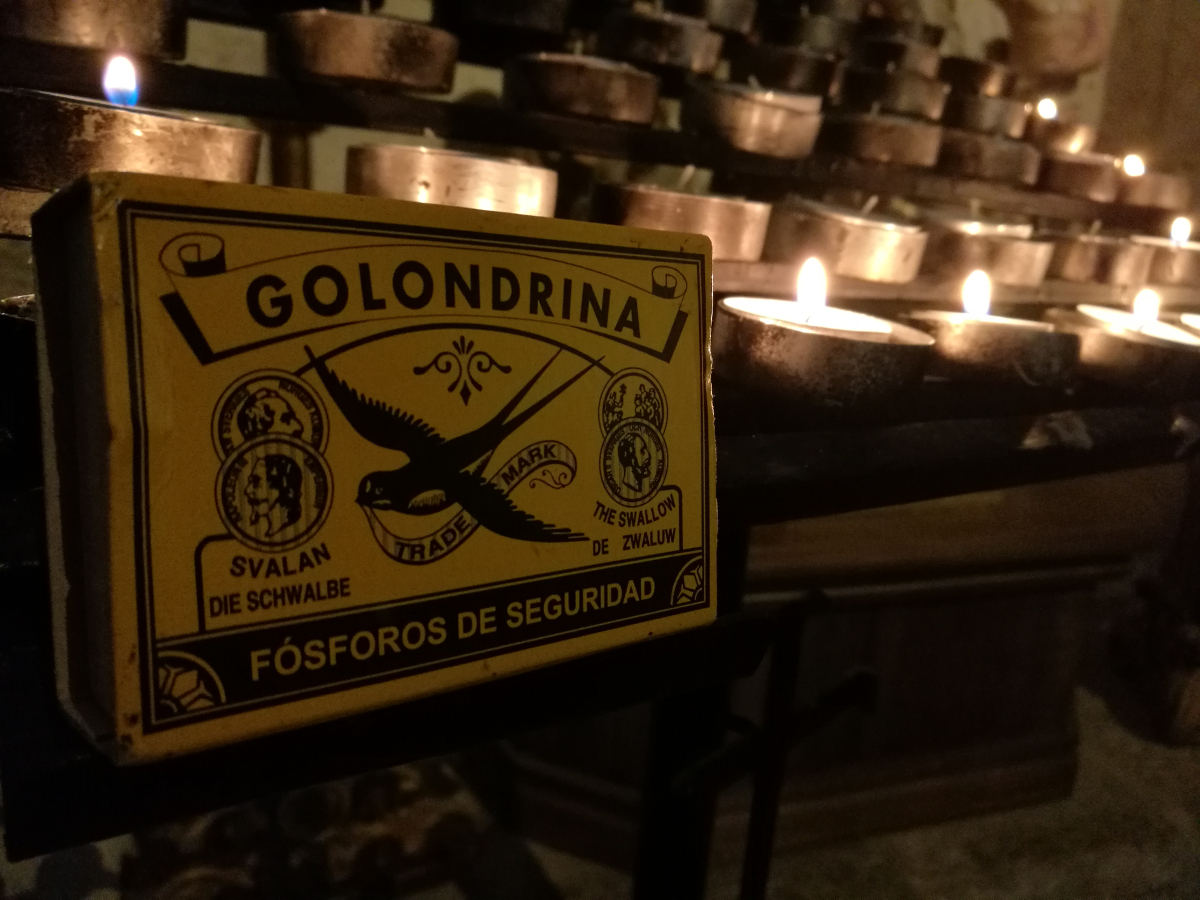 GOLONDRINA
TRADE MARK
SVALAN
DIE SCHWALBE
THE SWALLOW
DE ZWALUW
FÓSFOROS DE SEGURIDAD